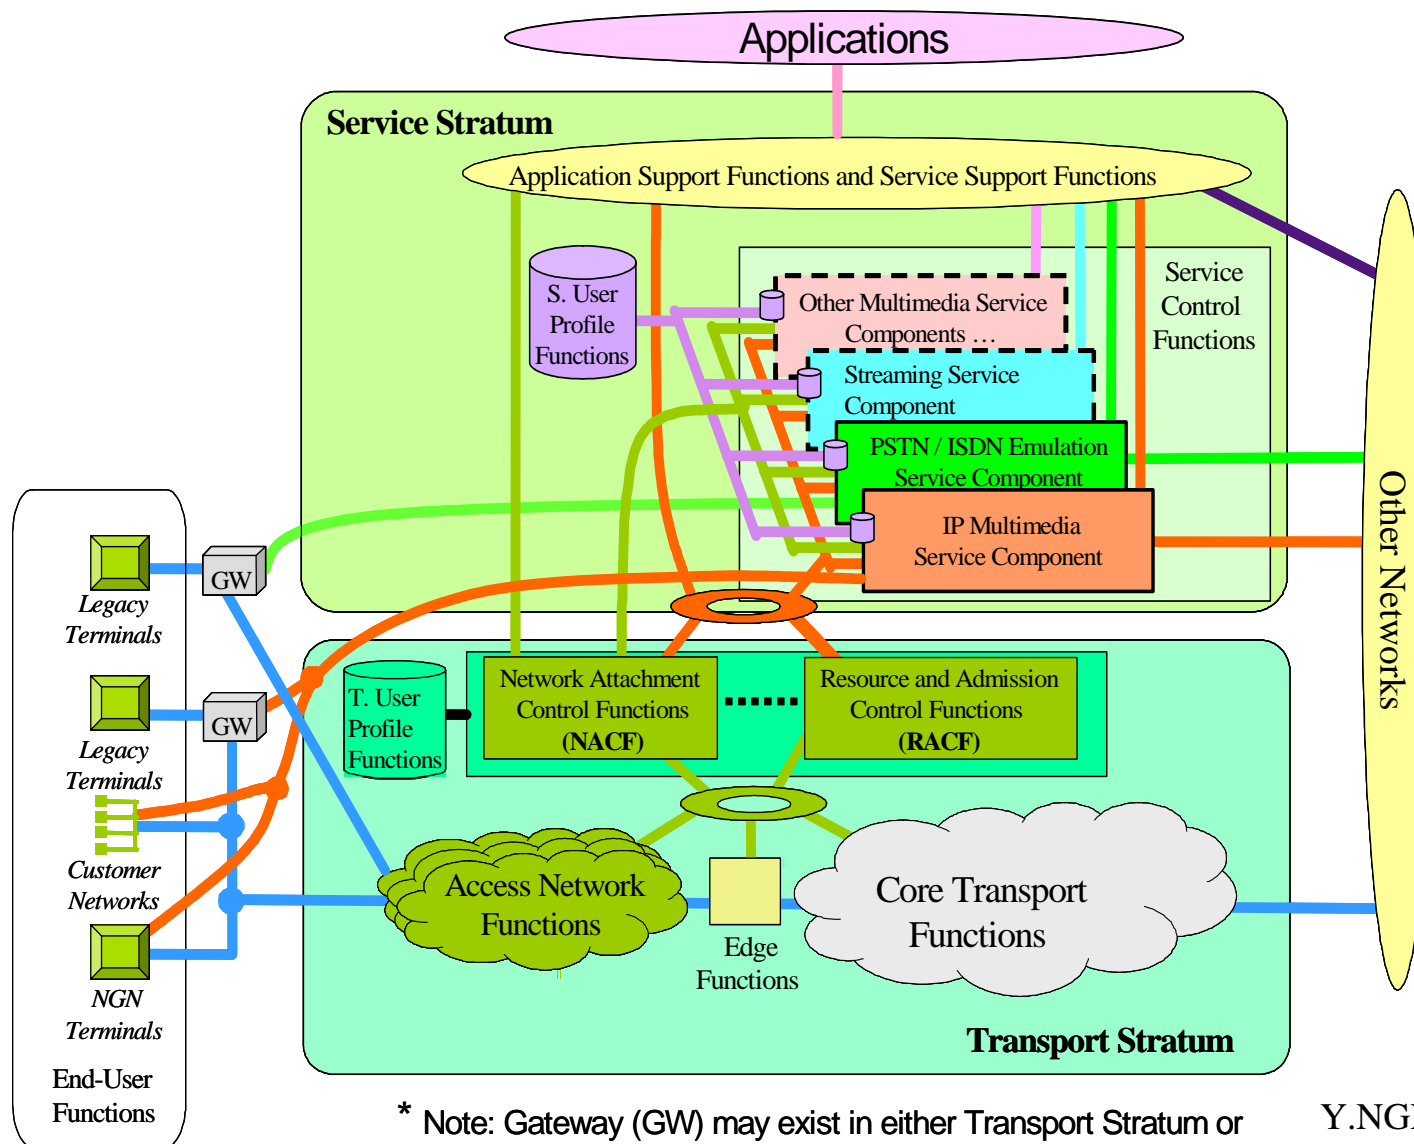 Applications
Service Stratum
Application Support Functions and Service Support Functions
S. User
Profile
Functions
Other Multimedia Service
Components …
Service
Control
Functions
Streaming Service
Component
PSTN / ISDN Emulation
Service Component
IP Multimedia
Service Component
Other Networks
GW
Legacy
Terminals
GW
Legacy
Terminals
Customer
Networks
NGN
Terminals
End-User
Functions
T. User
Profile
Functions
Network Attachment
Control Functions
(NACF)
Resource and Admission
Control Functions
(RACF)
Access Network
Functions
Edge
Functions
Core Transport
Functions
Transport Stratum
* Note: Gateway (GW) may exist in either Transport Stratum or